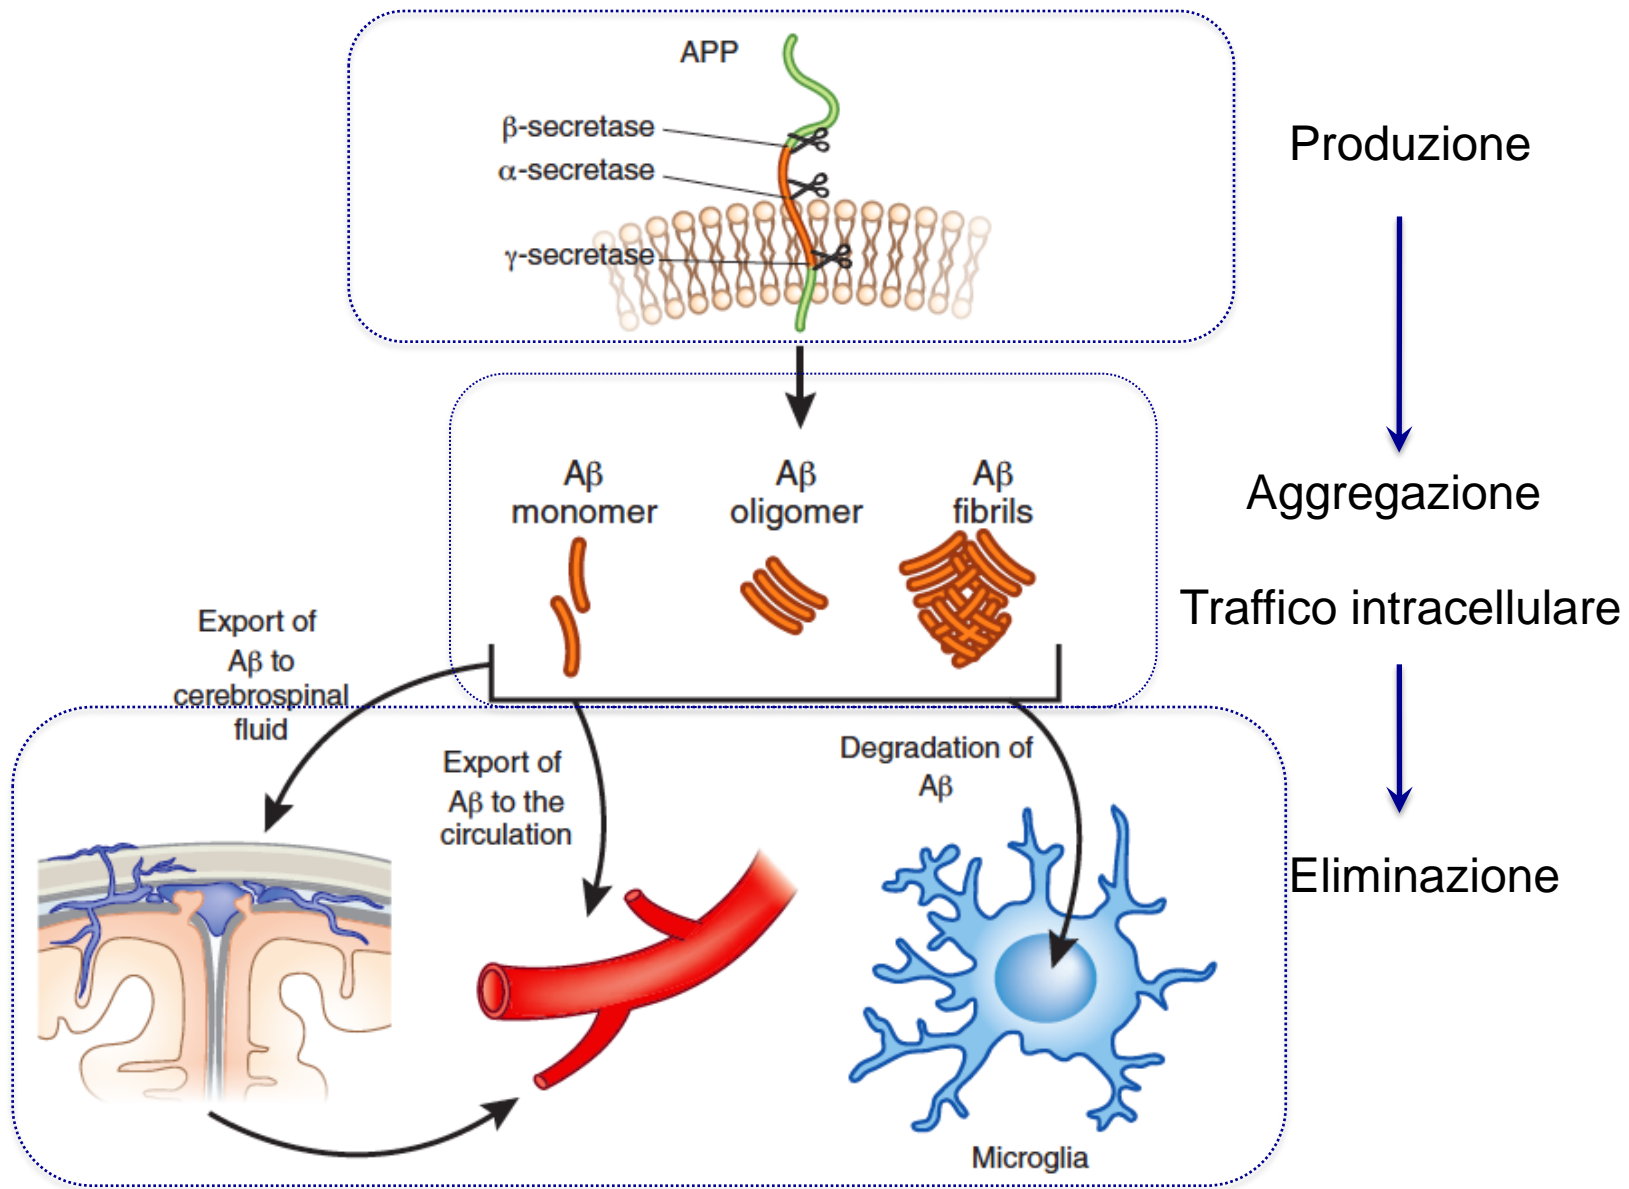 APP
β-secretase
α-secretase
γ-secretase
Produzione
Aβ
monomer
Aβ
oligomer
Aβ
fibrils
Aggregazione
Traffico intracellulare
Export of
Aβ to
cerebrospinal
fluid
Export of
Aβ to the
circulation
Degradation of
Aβ
Eliminazione
Microglia